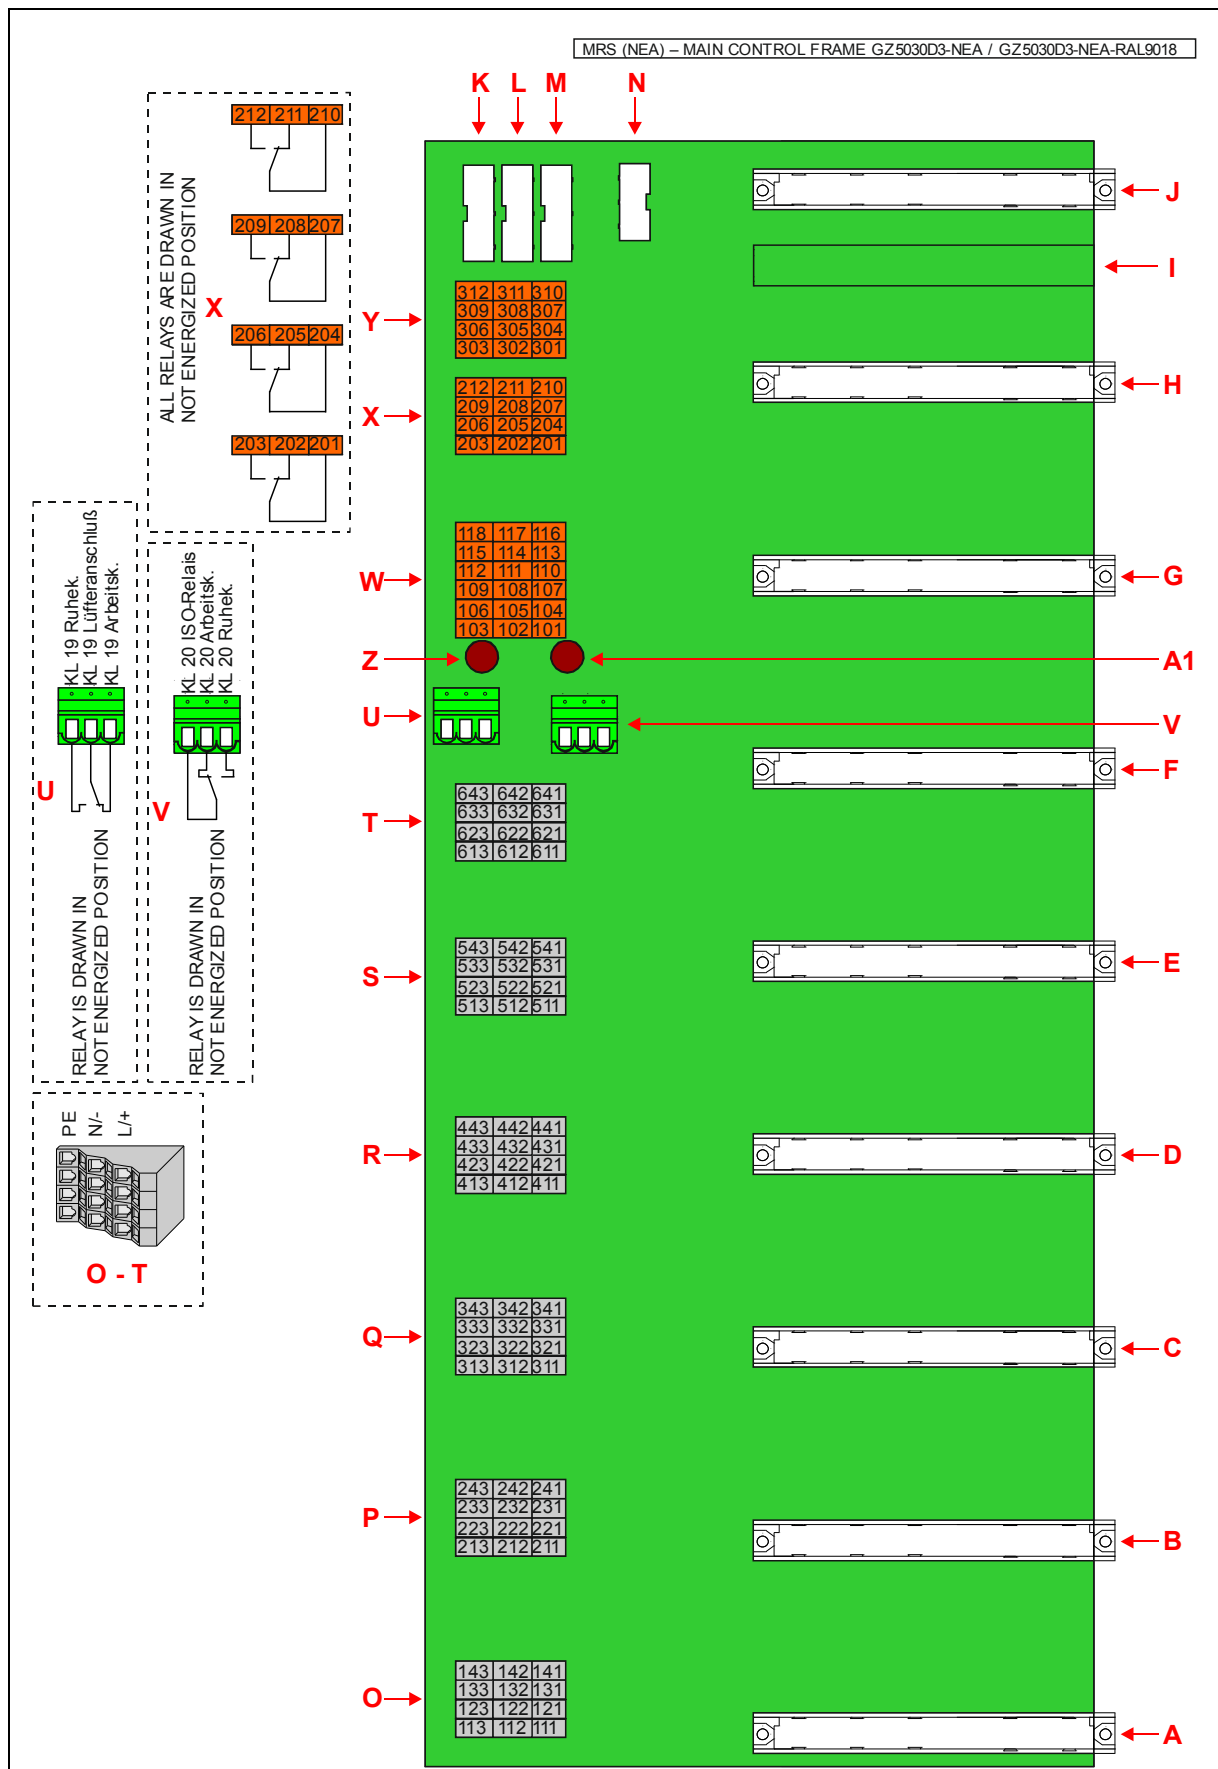 MRS (NEA) – MAIN CONTROL FRAME GZ5030D3-NEA / GZ5030D3-NEA-RAL9018
K L M N
212 211 210
ALL RELAYS ARE DRAWN IN
NOT ENERGIZED POSITION
X
209 208 207
206 205 204
203 202 201
J
I
312 311 310
309 308 307
306 305 304
303 302 301
Y
H
212 211 210
209 208 207
206 205 204
203 202 201
X
118 117 116
115 114 113
112 111 110
109 108 107
106 105 104
103 102 101
W
G
Z
A1
U
V
F
KL 19 Ruhek.
KL 19 Lüfteranschluß
KL 19 Arbeitsk.
U
RELAY IS DRAWN IN
NOT ENERGIZED POSITION
KL 20 ISO-Relais
KL 20 Arbeitsk.
KL 20 Ruhek.
V
RELAY IS DRAWN IN
NOT ENERGIZED POSITION
643 642 641
633 632 631
623 622 621
613 612 611
T
543 542 541
533 532 531
523 522 521
513 512 511
S
E
PE
N/-
L/+
O - T
443 442 441
433 432 431
423 422 421
413 412 411
R
D
343 342 341
333 332 331
323 322 321
313 312 311
Q
C
243 242 241
233 232 231
223 222 221
213 212 211
P
B
143 142 141
133 132 131
123 122 121
113 112 111
O
A